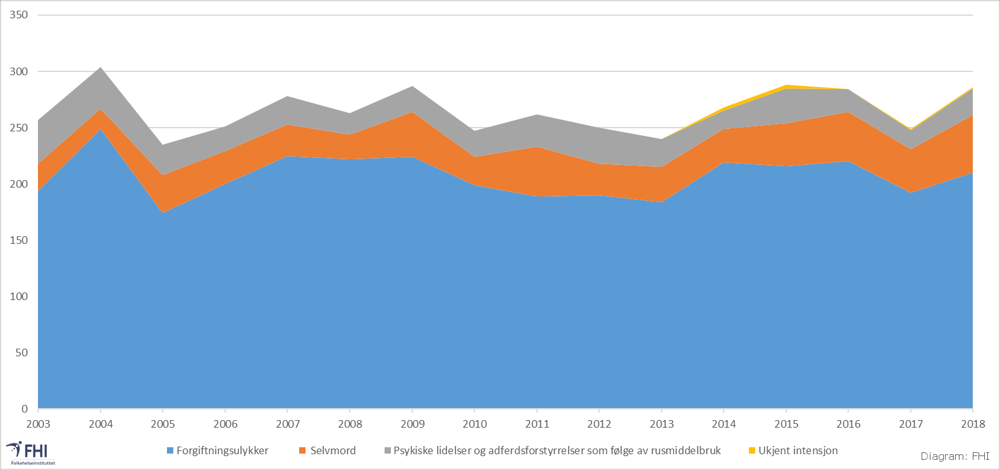 350
300
250
200
150
100
50
0
2003 2004 2005 2006 2007 2008 2009 2010 2011 2012 2013 2014 2015 2016 2017 2018
Forgiftningsulykker Selvmord Psykiske lidelser og adferdsforstyrrelser som følge av rusmiddelbruk Ukjent intensjon
FHI
Folkehelseinstituttet
Diagram: FHI